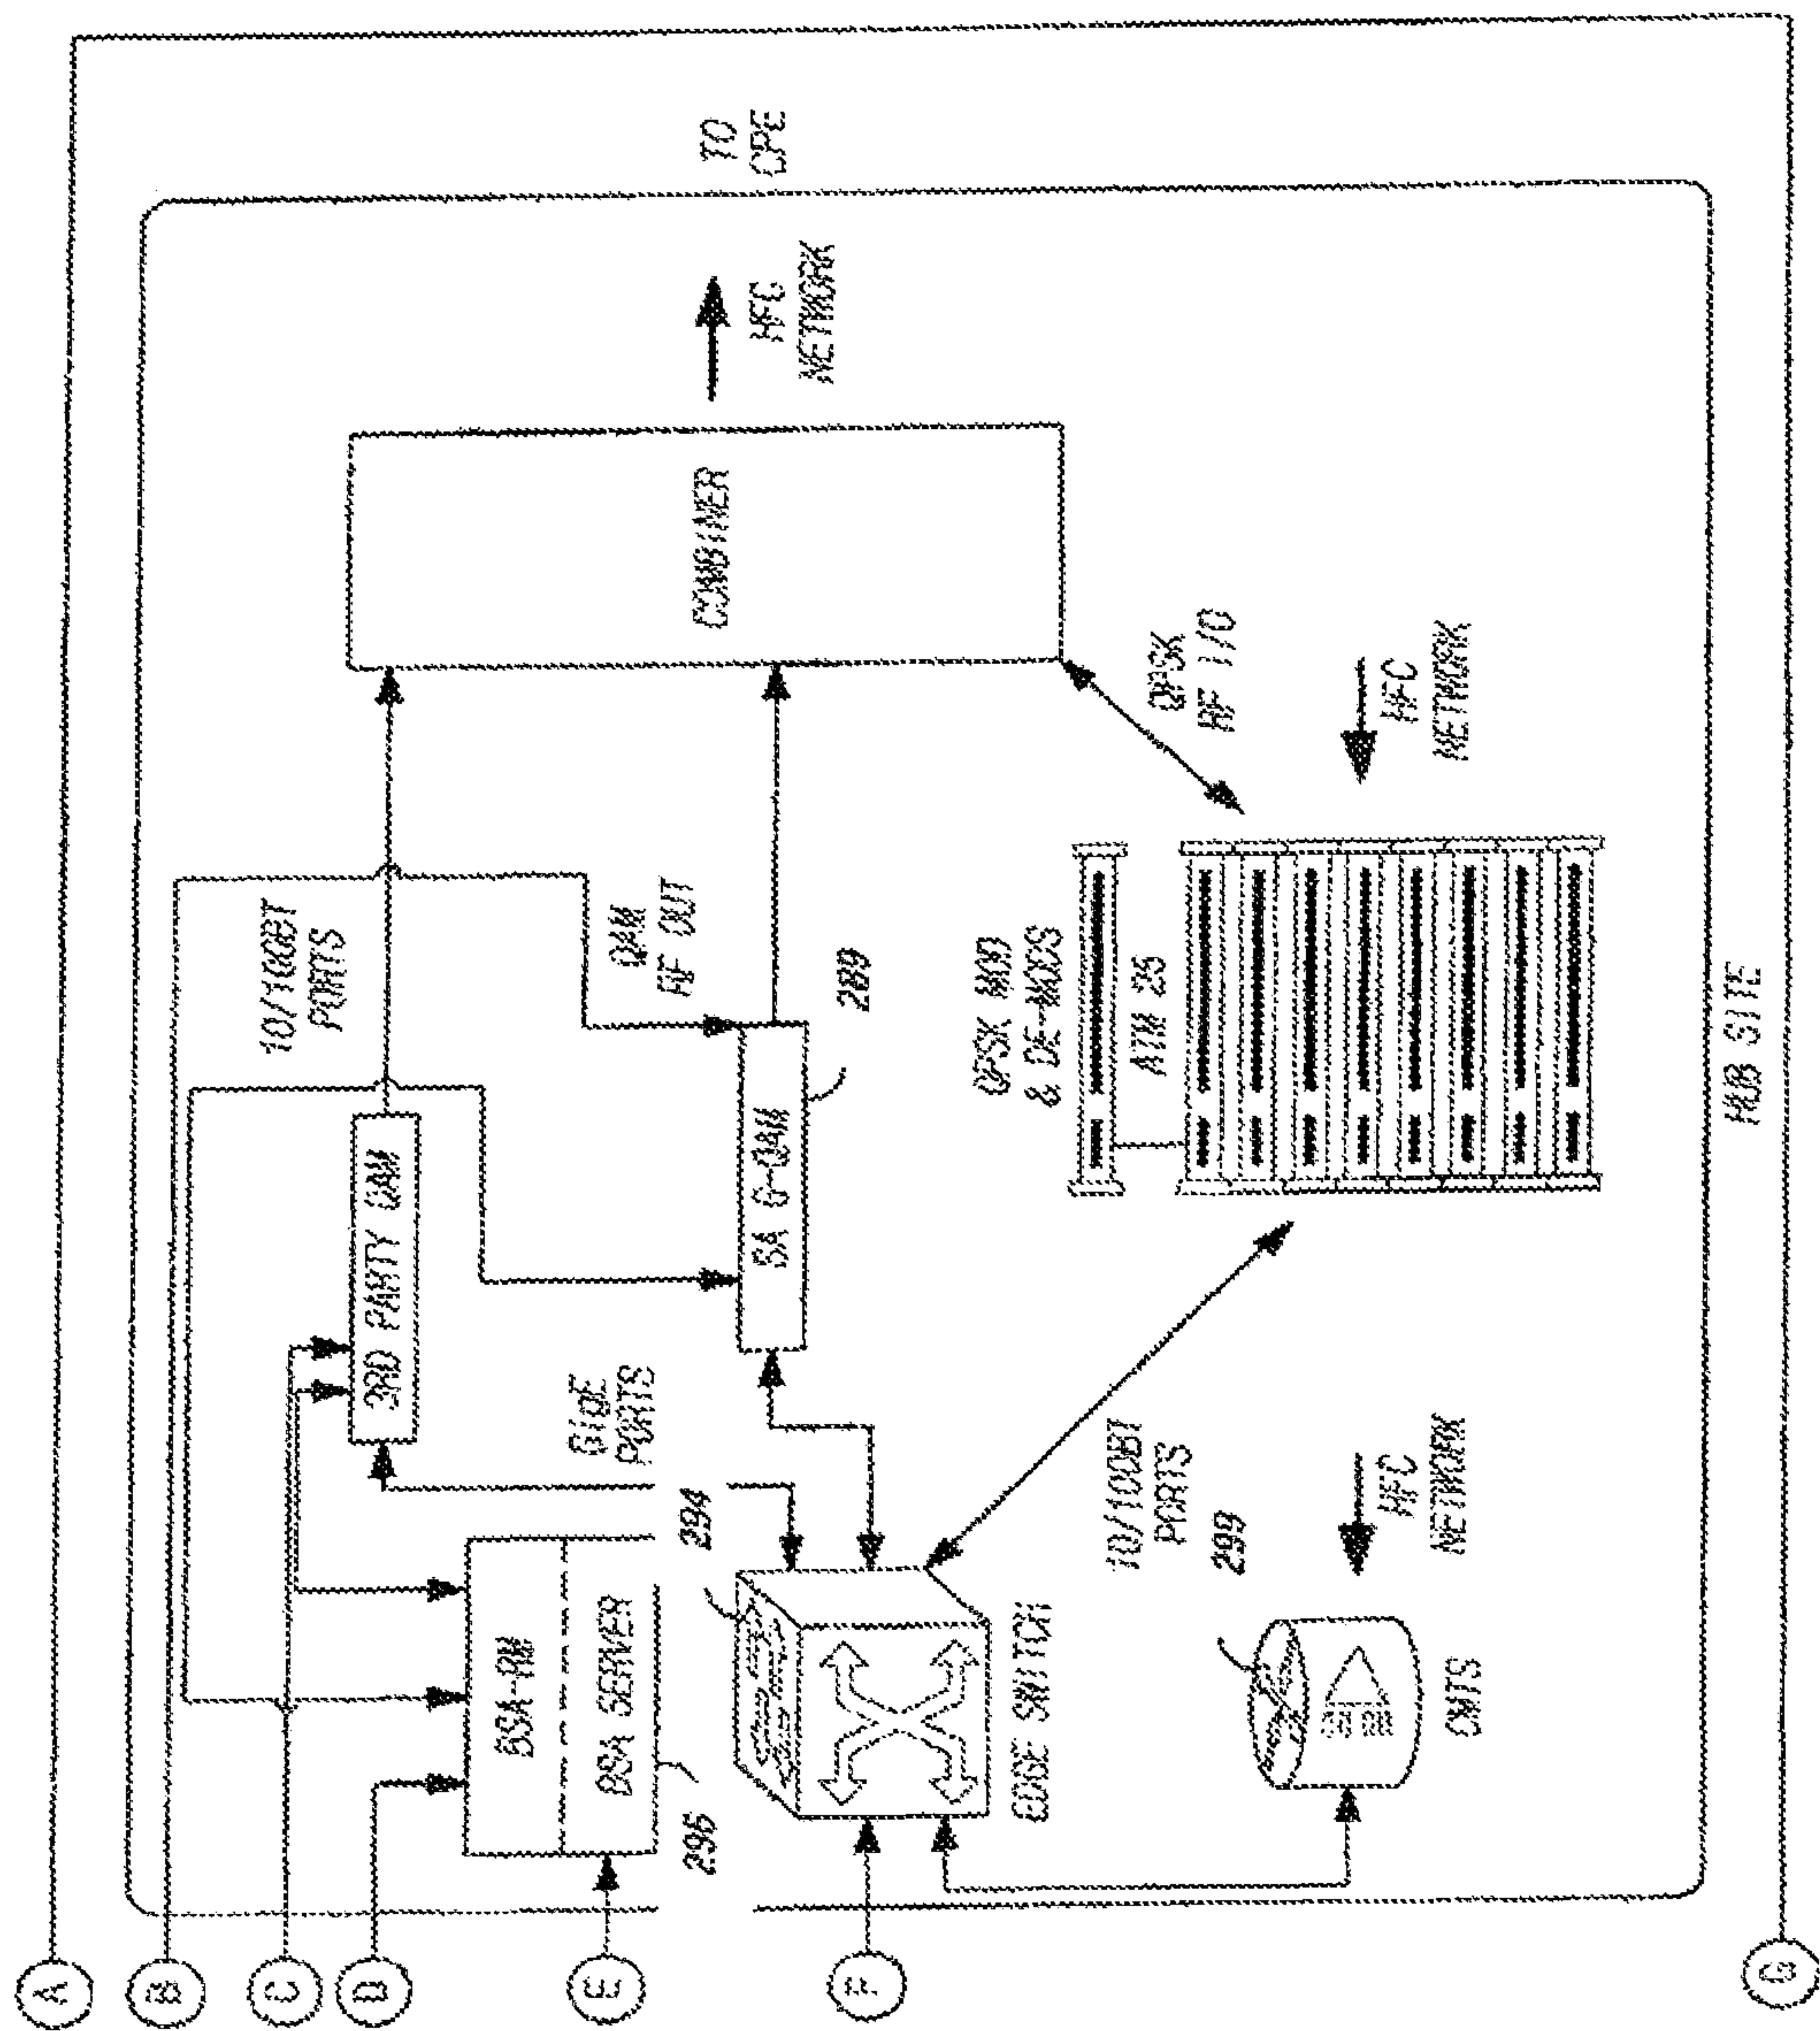 A
B
C
D
E
F
G
TO
CPE
HFC
NETWORK
COMBINER
10/100BT
PORTS
QAM
RF OUT
3RD PARTY QAM
SA G-QAM
289
GigE
PORTS
BSA-RM
BSA SERVER
296
294
EDGE SWITCH
QPSK
RF I/O
HFC
NETWORK
QPSK MOD
& DE-MODS
ATM 25
10/100BT
PORTS
299
HFC
NETWORK
CMTS
HUB SITE